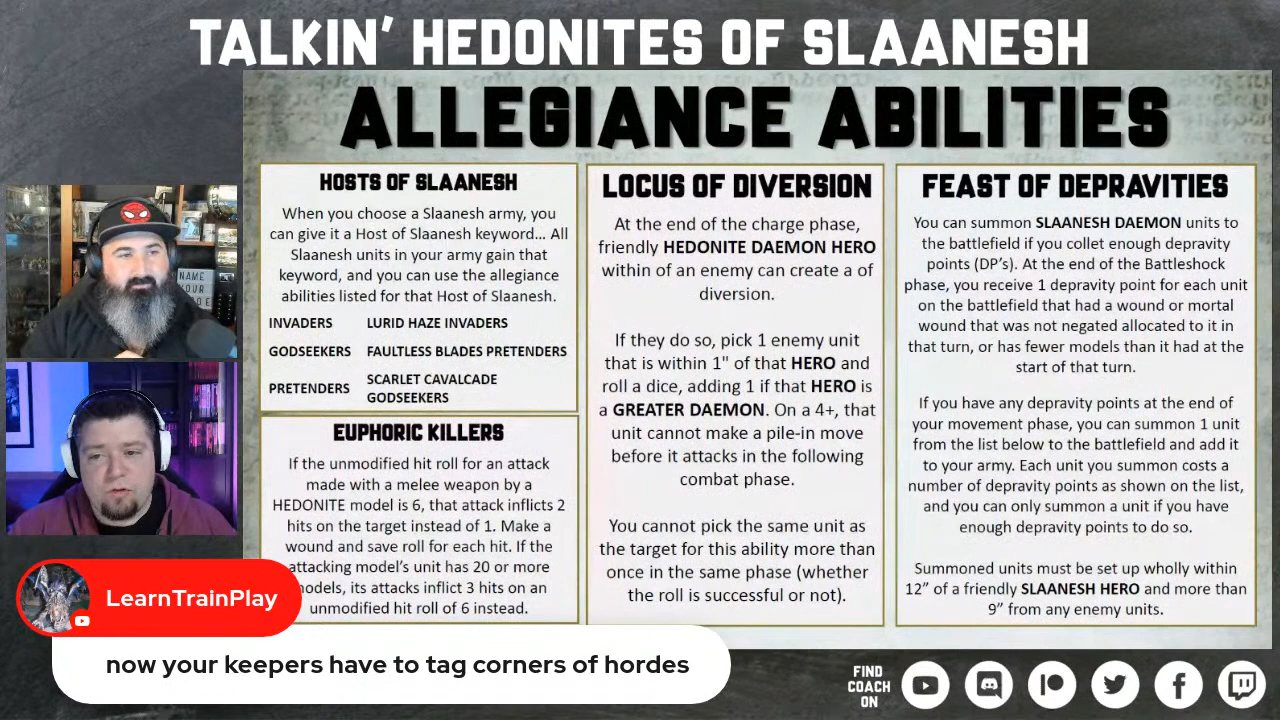 TALKIN' HEDONITES OF SLAANESH
ALLEGIANCE ABILITIES
HOSTS OF SLAANESH
When you choose a Slaanesh army, you
can give it a Host of Slaanesh keyword... All
Slaanesh units in your army gain that
keyword, and you can use the allegiance
abilities listed for that Host of Slaanesh.
INVADERS LURID HAZE INVADERS
GODSEEKERS FAULTLESS BLADES PRETENDERS
PRETENDERS SCARLET CAVALCADE
GODSEEKERS
EUPHORIC KILLERS
If the unmodified hit roll for an attack
made with a melee weapon by a
HEDONITE model is 6, that attack inflicts 2
hits on the target instead of 1. Make a
wound and save roll for each hit. If the
attacking model's unit has 20 or more
models, its attacks inflict 3 hits on an
unmodified hit roll of 6 instead.
LOCUS OF DIVERSION
At the end of the charge phase,
friendly HEDONITE DAEMON HERO
within of an enemy can create a of
diversion.
If they do so, pick 1 enemy unit
that is within 1" of that HERO and
roll a dice, adding 1 if that HERO is
a GREATER DAEMON. On a 4+, that
unit cannot make a pile-in move
before it attacks in the following
combat phase.
You cannot pick the same unit as
the target for this ability more than
once in the same phase (whether
the roll is successful or not).
FEAST OF DEPRAVITIES
You can summon SLAANESH DAEMON units to
the battlefield if you collet enough depravity
points (DP's). At the end of the Battleshock
phase, you receive 1 depravity point for each unit
on the battlefield that had a wound or mortal
wound that was not negated allocated to it in
that turn, or has fewer models than it had at the
start of that turn.
If you have any depravity points at the end of
your movement phase, you can summon 1 unit
from the list below to the battlefield and add it
to your army. Each unit you summon costs a
number of depravity points as shown on the list,
and you can only summon a unit if you have
enough depravity points to do so.
Summoned units must be set up wholly within
12" of a friendly SLAANESH HERO and more than
9" from any enemy units.
NAME
YOUR
LearnTrainPlay
now your keepers have to tag corners of hordes
FIND
COACH
ON